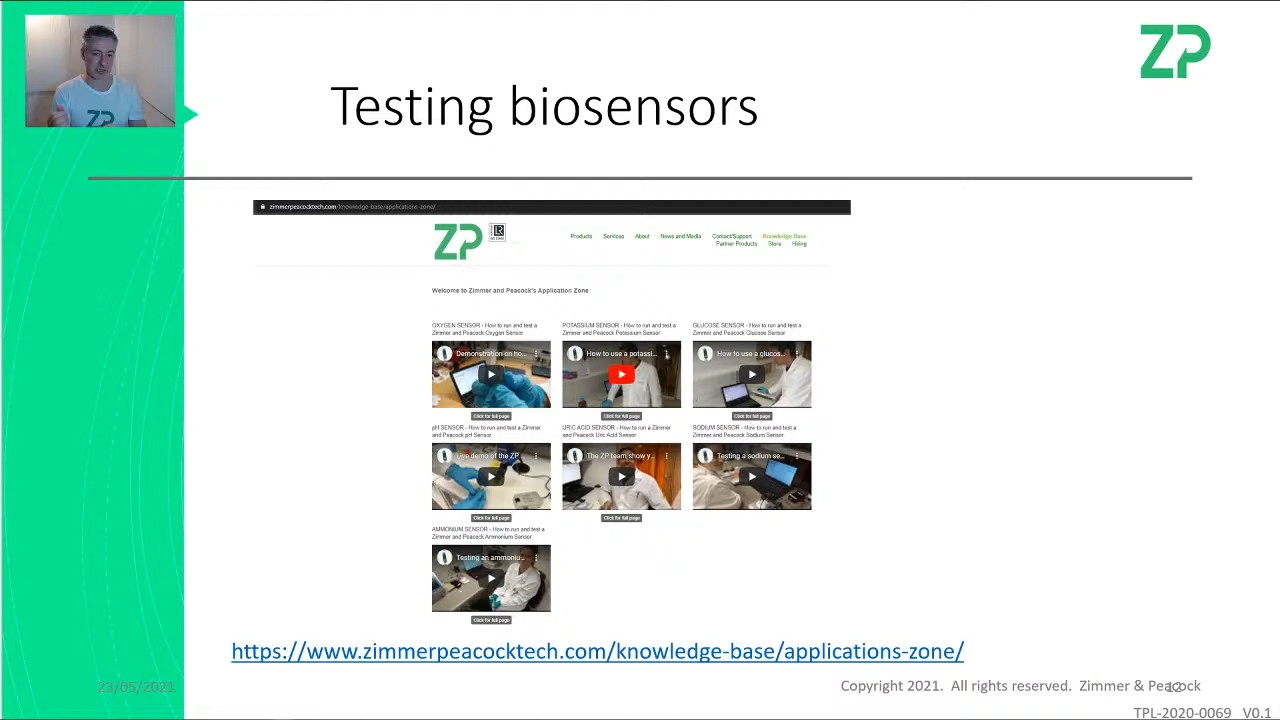 ZP
ZP
Testing biosensors
zimmerpeacocktech.com/knowledge-base/applications-zone/
ZP
LR
Products Services About News and Media Contact/Support Knowledge Base
Partner Products Store Hiring
Welcome to Zimmer and Peacock's Application Zone
OXYGEN SENSOR - How to run and test a
Zimmer and Peacock Oxygen Sensor
POTASSIUM SENSOR - How to run and test a
Zimmer and Peacock Potassium Sensor
GLUCOSE SENSOR - How to run and test a
Zimmer and Peacock Glucose Sensor
Demonstration on ho...
How to use a potassi...
How to use a glucos...
Click for full page
Click for full page
Click for full page
pH SENSOR - How to run and test a Zimmer
and Peacock pH Sensor
URIC ACID SENSOR - How to run a Zimmer
and Peacock Uric Acid Sensor
SODIUM SENSOR - How to run and test a
Zimmer and Peacock Sodium Sensor
Live demo of the ZP
The ZP team show y...
Testing a sodium se...
Click for full page
Click for full page
AMMONIUM SENSOR - How to run and test a
Zimmer and Peacock Ammonium Sensor
Testing an ammoniu...
Click for full page
https://www.zimmerpeacocktech.com/knowledge-base/applications-zone/
23/05/2021
Copyright 2021. All rights reserved. Zimmer & Peacock
12
TPL-2020-0069 V0.1